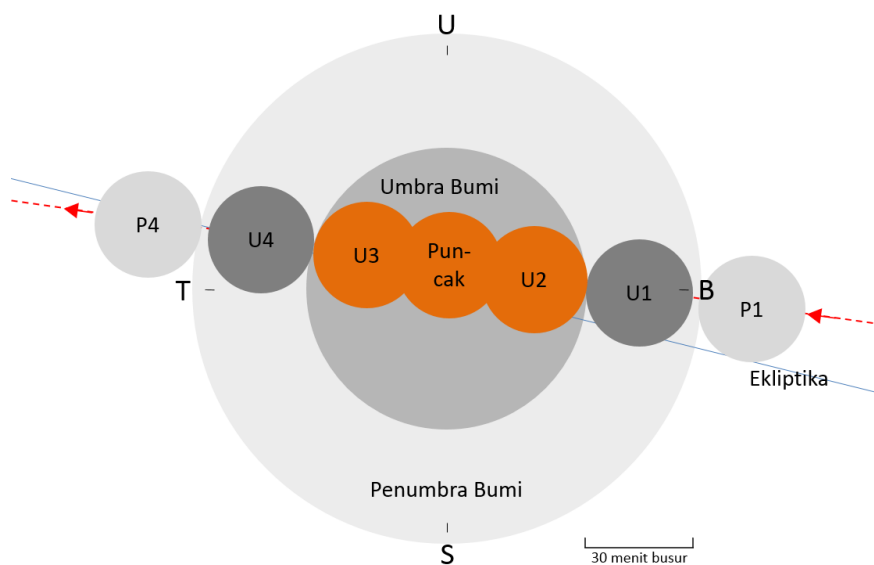 U
Umbra Bumi
P4
U4
U3
Pun-
cak
U2
U1
P1
T
B
Ekliptika
Penumbra Bumi
S
30 menit busur